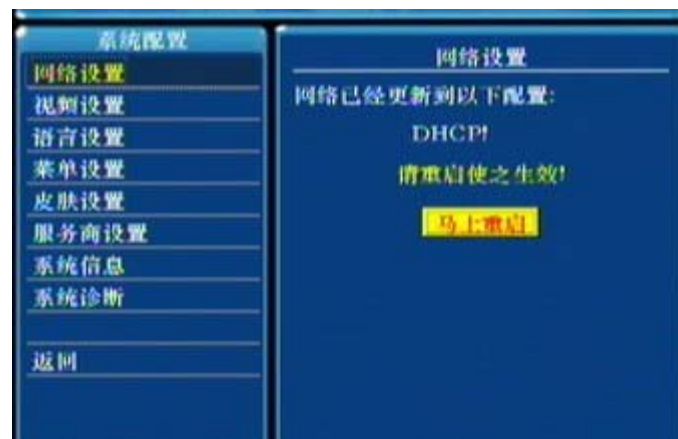 系统配置
网络设置
视频设置
语言设置
菜单设置
皮肤设置
服务商设置
系统信息
系统诊断
返回
网络设置
网络已经更新到以下配置:
DHCP!
请重启使之生效!
马上重启